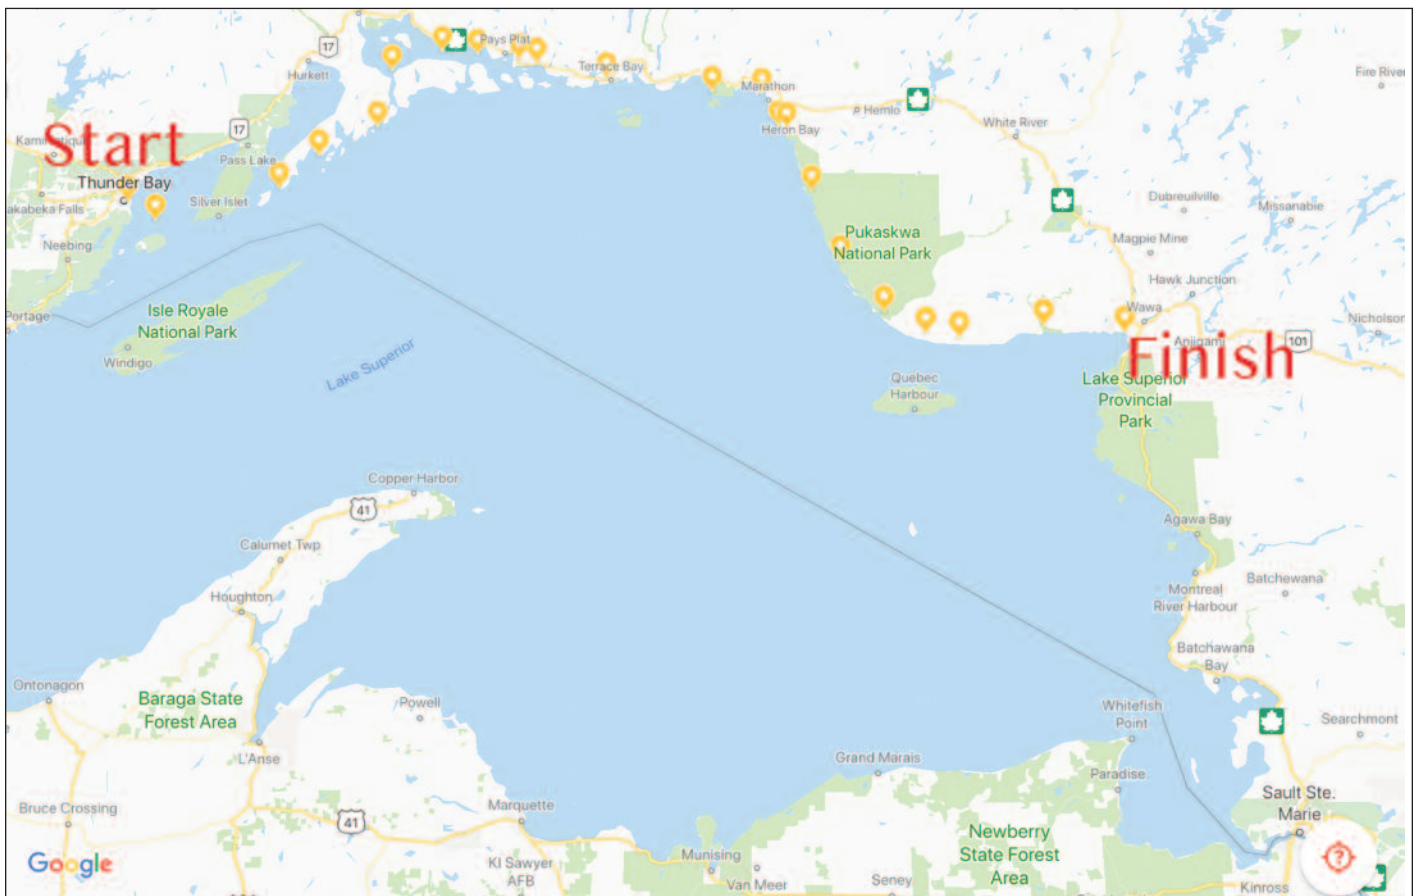 17
Pays Plat
Hurkett
Terrace Bay
Marathon
Fire River
Hemlo
Start
17
White River
Heron Bay
Pass Lake
Thunder Bay
Silver Islet
akabeka Falls
Dubreuilville
Missanabie
Neebing
Pukaskwa
National Park
Magpie Mine
Hawk Junction
Portage
Isle Royale
National Park
Wawa
Nicholson
Windigo
Lake Superior
Finish
Anjigami
101
Quebec
Harbour
Lake Superior
Provincial
Park
Copper Harbor
41
Agawa Bay
Calumet Twp
Houghton
Montreal
River Harbour
Batchewana
Batchawana
Bay
Ontonagon
Baraga State
Forest Area
Powell
Whitefish
Point
Searchmont
L'Anse
Grand Marais
Paradise
Bruce Crossing
41
Marquette
Sault Ste.
Marie
Newberry
State Forest
Area
Google
KI Sawyer
AFB
Munising
Van Meer
Seney
Kinross
?